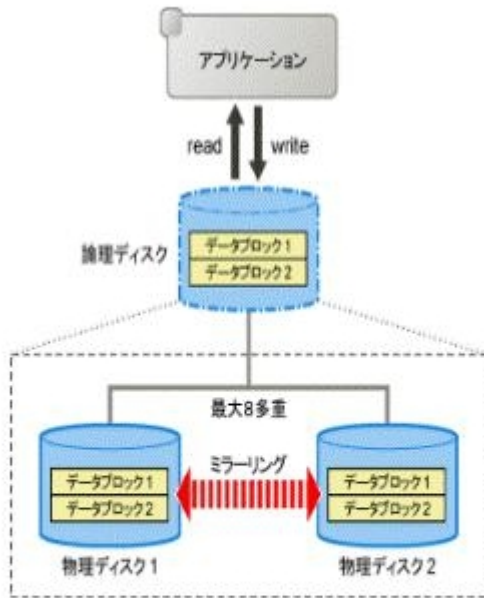 アプリケーション
read
write
論理ディスク
データブロック1
データブロック2
最大8多重
ミラーリング
データブロック1
データブロック2
データブロック1
データブロック2
物理ディスク1
物理ディスク2